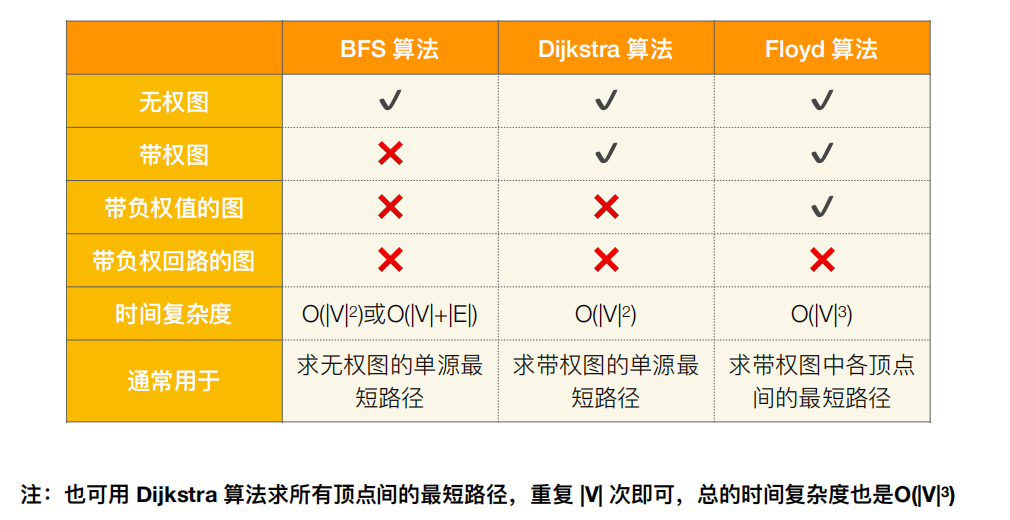 BFS 算法 Dijkstra 算法 Floyd 算法
无权图 ✔ ✔ ✔
带权图 ❌ ✔ ✔
带负权值的图 ❌ ❌ ✔
带负权回路的图 ❌ ❌ ❌
时间复杂度 O(|V|²)或O(|V|+|E|) O(|V|²) O(|V|³)
通常用于
求无权图的单源最
短路径
求带权图的单源最
短路径
求带权图中各顶点
间的最短路径
注：也可用 Dijkstra 算法求所有顶点间的最短路径，重复 |V| 次即可，总的时间复杂度也是O(|V|³)